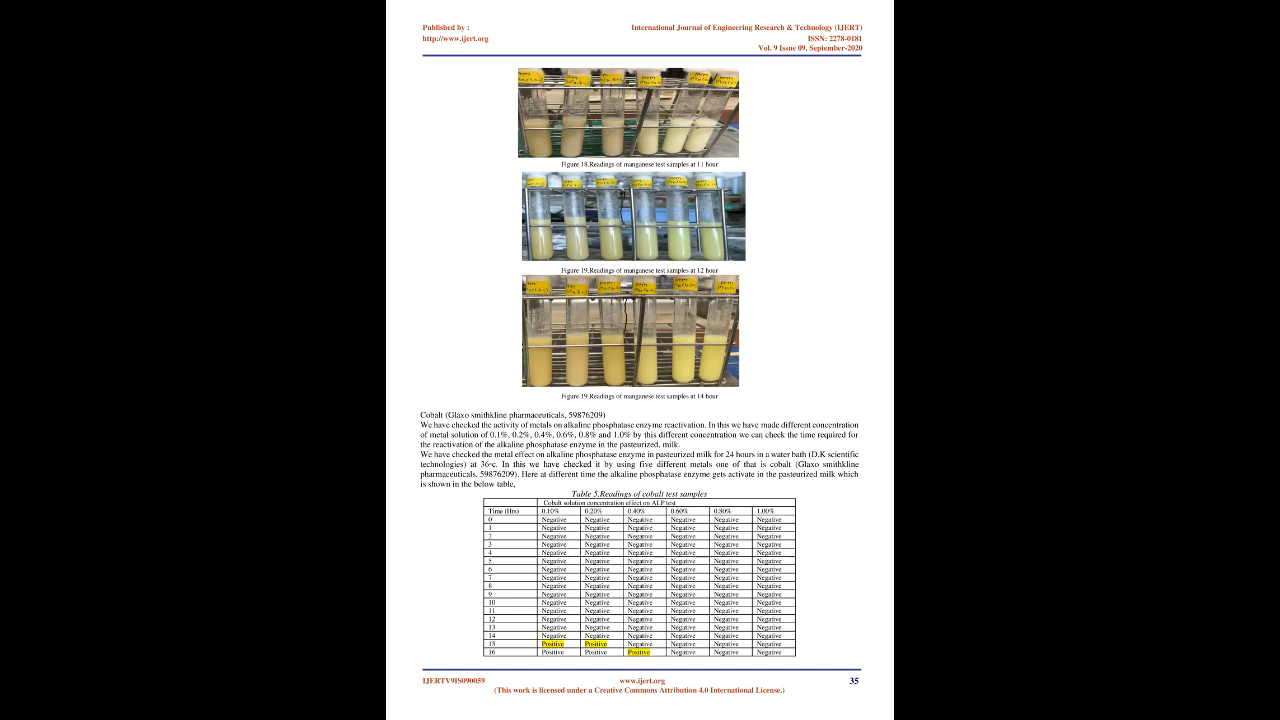 Published by :
International Journal of Engineering Research & Technology (IJERT)
http://www.ijert.org
ISSN: 2278-0181
Vol. 9 Issue 09, September-2020
Figure 18.Readings of manganese test samples at 11 hour
Figure 19.Readings of manganese test samples at 12 hour
Figure 19.Readings of manganese test samples at 14 hour
Cobalt (Glaxo smithkline pharmaceuticals, 59876209)
We have checked the activity of metals on alkaline phosphatase enzyme reactivation. In this we have made different concentration
of metal solution of 0.1%, 0.2%, 0.4%, 0.6%, 0.8% and 1.0% by this different concentration we can check the time required for
the reactivation of the alkaline phosphatase enzyme in the pasteurized, milk.
We have checked the metal effect on alkaline phosphatase enzyme in pasteurized milk for 24 hours in a water bath (D.K scientific
technologies) at 36◦c. In this we have checked it by using five different metals one of that is cobalt (Glaxo smithkline
pharmaceuticals, 59876209). Here at different time the alkaline phosphatase enzyme gets activate in the pasteurized milk which
is shown in the below table,
Table 5.Readings of cobalt test samples
Cobalt solution concentration effect on ALP test
Time (Hrs) 0.10% 0.20% 0.40% 0.60% 0.80% 1.00%
0 Negative Negative Negative Negative Negative Negative
1 Negative Negative Negative Negative Negative Negative
2 Negative Negative Negative Negative Negative Negative
3 Negative Negative Negative Negative Negative Negative
4 Negative Negative Negative Negative Negative Negative
5 Negative Negative Negative Negative Negative Negative
6 Negative Negative Negative Negative Negative Negative
7 Negative Negative Negative Negative Negative Negative
8 Negative Negative Negative Negative Negative Negative
9 Negative Negative Negative Negative Negative Negative
10 Negative Negative Negative Negative Negative Negative
11 Negative Negative Negative Negative Negative Negative
12 Negative Negative Negative Negative Negative Negative
13 Negative Negative Negative Negative Negative Negative
14 Negative Negative Negative Negative Negative Negative
15 Positive Positive Negative Negative Negative Negative
16 Positive Positive Positive Negative Negative Negative
IJERTV9IS090059
www.ijert.org
35
(This work is licensed under a Creative Commons Attribution 4.0 International License.)